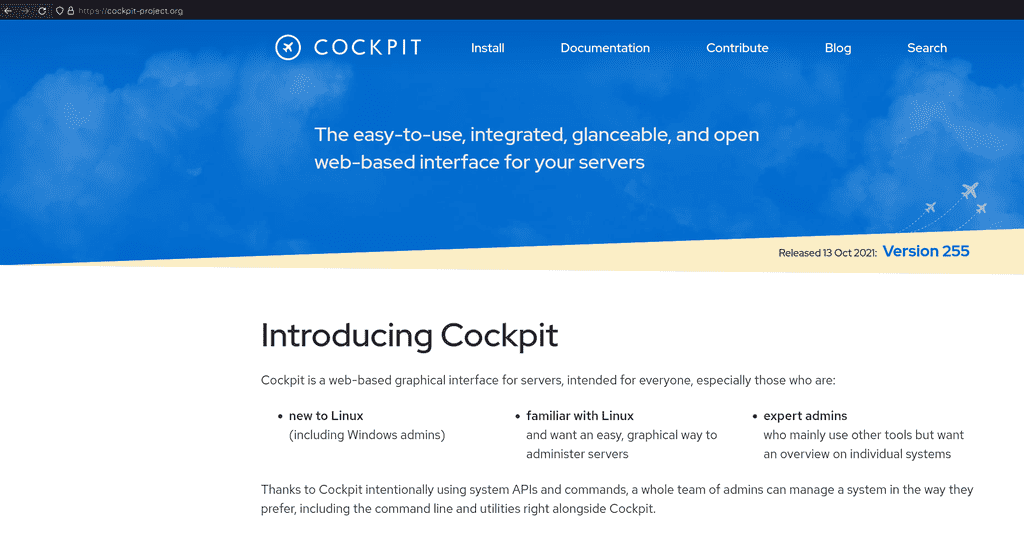 https://cockpit-project.org
COCKPIT Install Documentation Contribute Blog Search
The easy-to-use, integrated, glanceable, and open
web-based interface for your servers
Released 13 Oct 2021: Version 255
Introducing Cockpit
Cockpit is a web-based graphical interface for servers, intended for everyone, especially those who are:
• new to Linux
(including Windows admins)
• familiar with Linux
and want an easy, graphical way to
administer servers
• expert admins
who mainly use other tools but want
an overview on individual systems
Thanks to Cockpit intentionally using system APIs and commands, a whole team of admins can manage a system in the way they
prefer, including the command line and utilities right alongside Cockpit.